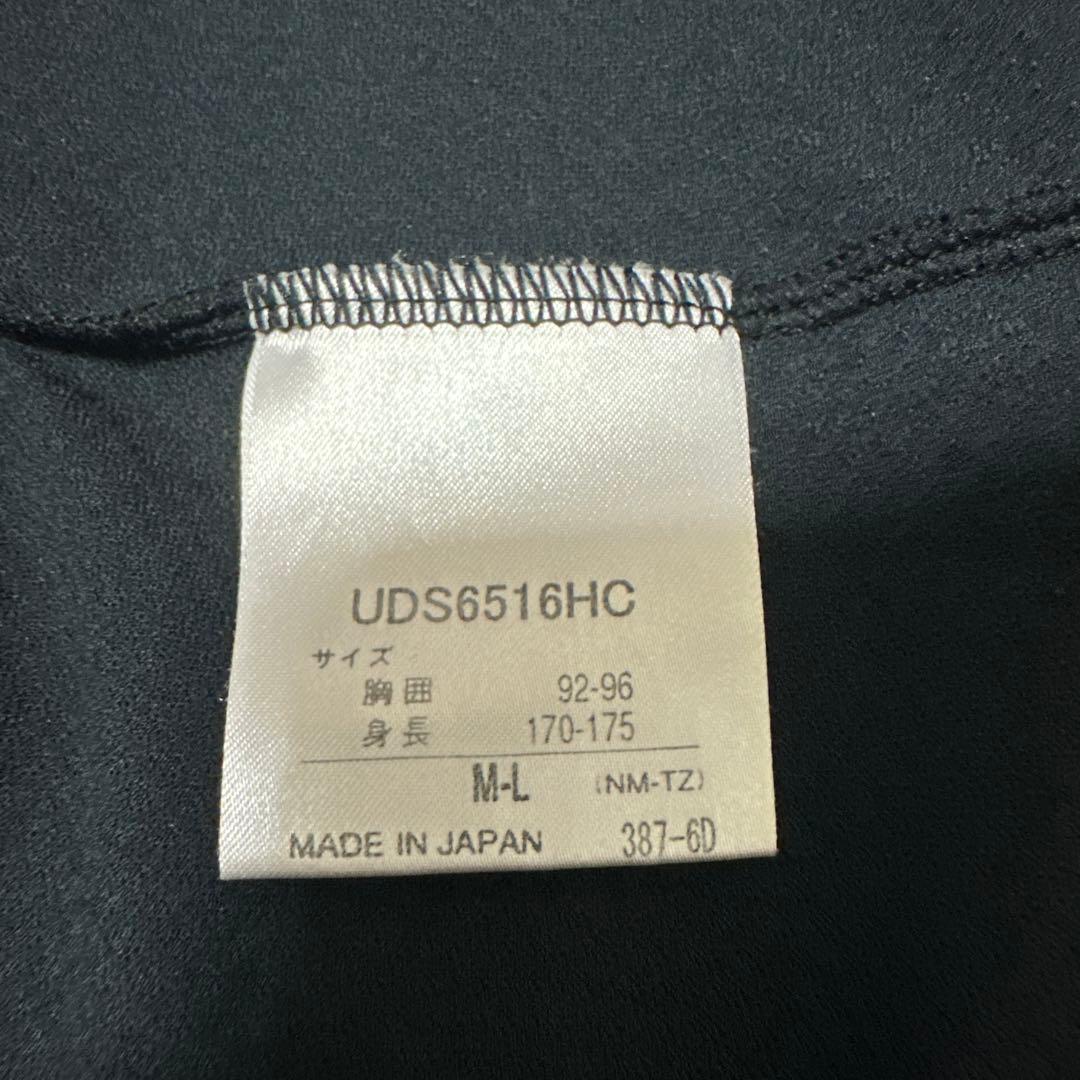 UDS6516HC
サイズ
胸囲 92-96
身長 170-175
M-L (NM-TZ)
MADE IN JAPAN 387-6D